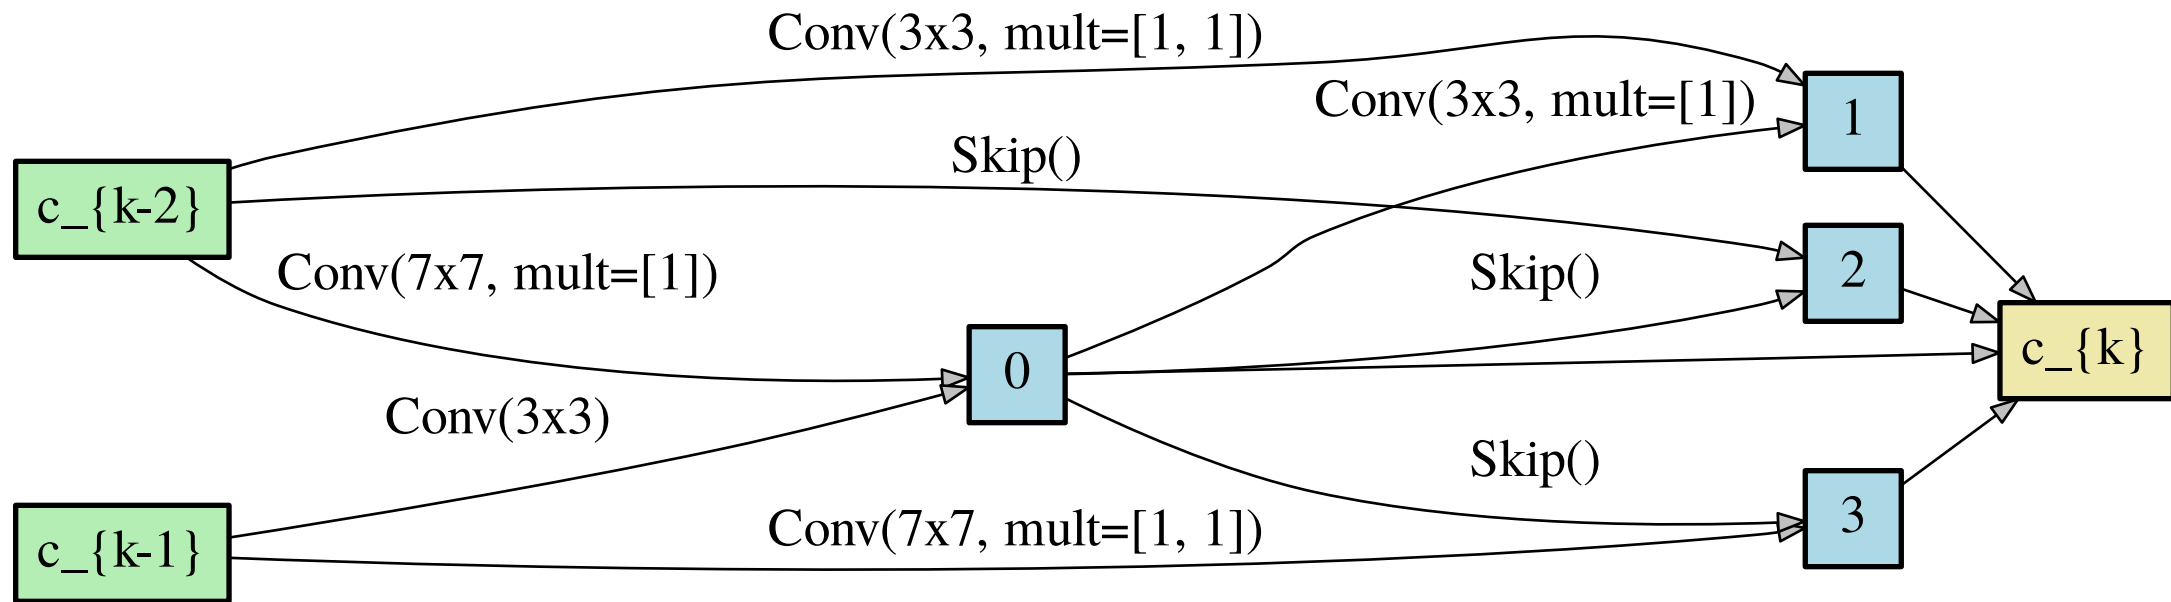 Conv(3x3, mult=[1, 1])
Conv(3x3, mult=[1])
1
Skip()
c_{k-2}
Conv(7x7, mult=[1])
Skip()
2
c_{k}
0
Conv(3x3)
Skip()
3
Conv(7x7, mult=[1, 1])
c_{k-1}